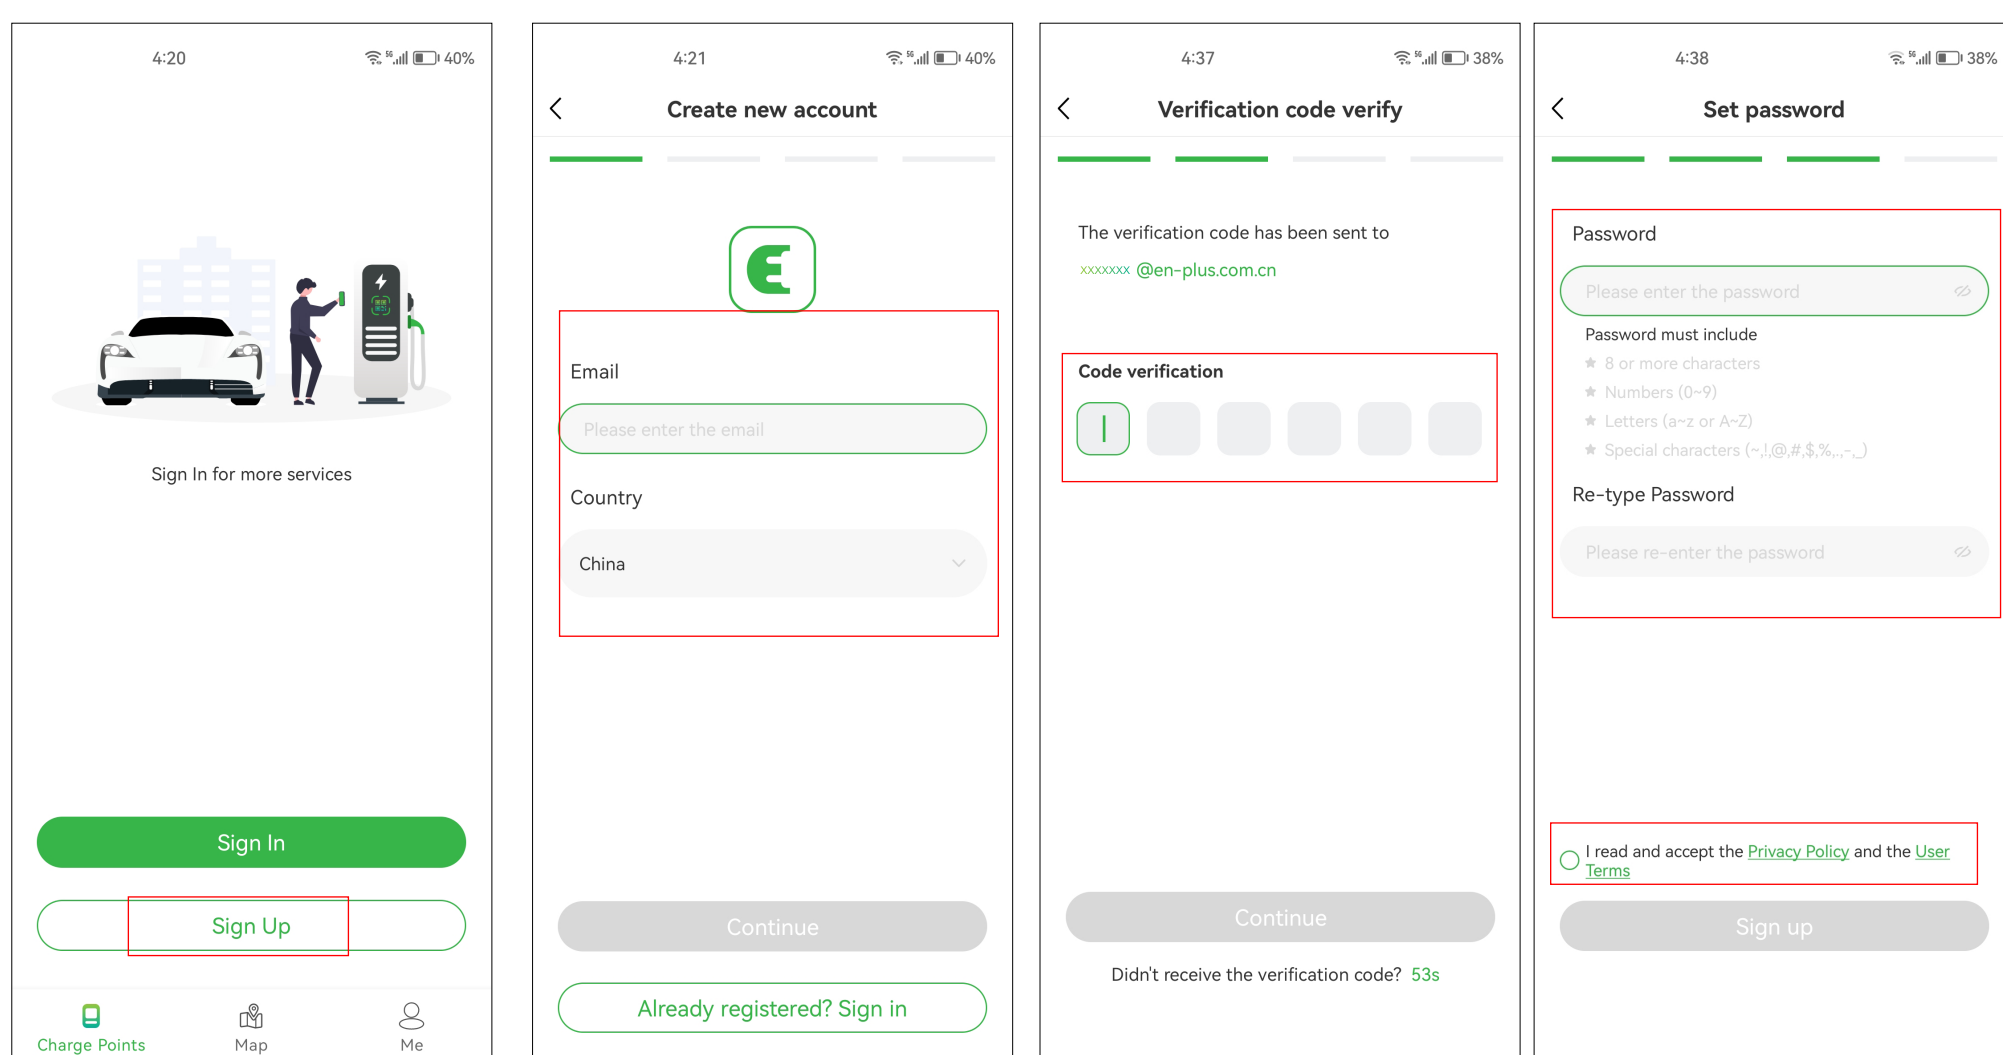 4:20
5G
40%
Sign In for more services
Sign In
Sign Up
Charge Points
Map
Me
4:21
5G
40%
Create new account
Email
Please enter the email
Country
China
Continue
Already registered? Sign in
4:37
5G
38%
Verification code verify
The verification code has been sent to
xxxxxxx @en-plus.com.cn
Code verification
Continue
Didn't receive the verification code? 53s
4:38
5G
38%
Set password
Password
Please enter the password
Password must include
8 or more characters
Numbers (0~9)
Letters (a~z or A~Z)
Special characters (~,!,@,#,$,%,.,-,_)
Re-type Password
Please re-enter the password
I read and accept the Privacy Policy and the User
Terms
Sign up